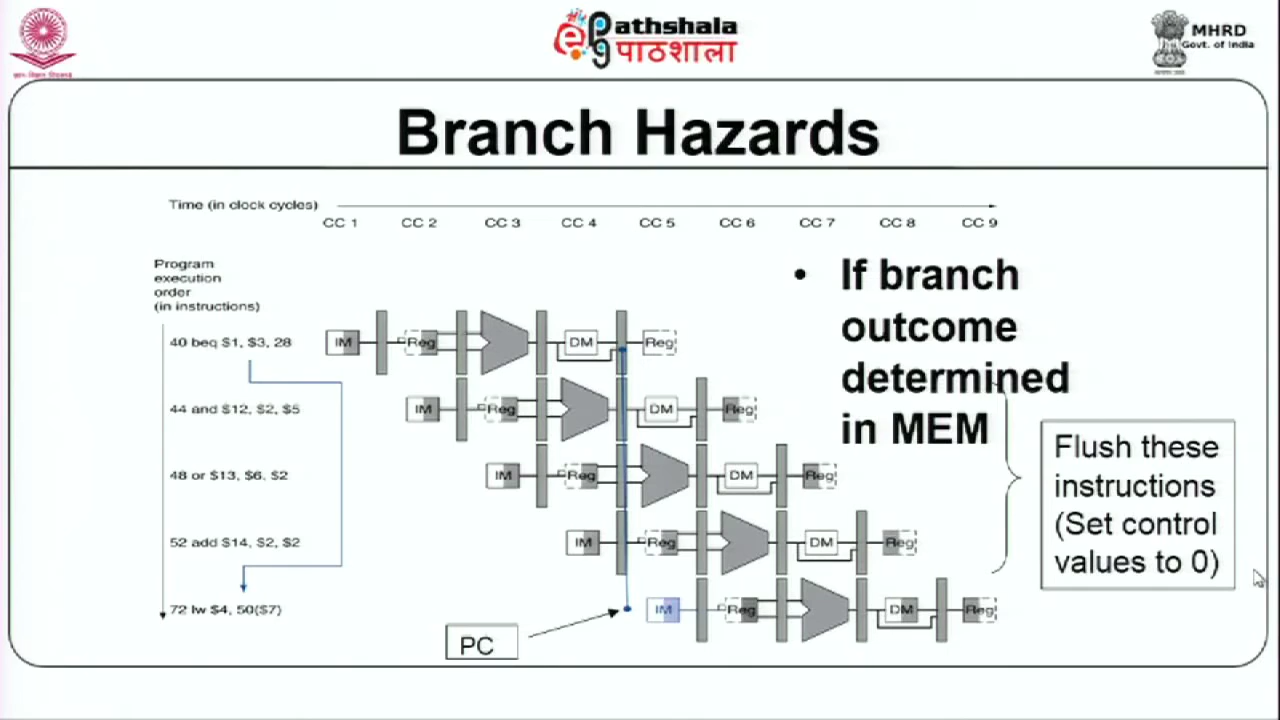 ePathshala
पाठशाला
MHRD
Govt. of India
Branch Hazards
Time (in clock cycles)
CC 1 CC 2 CC 3 CC 4 CC 5 CC 6 CC 7 CC 8 CC 9
Program
execution
order
(in instructions)
• If branch
outcome
determined
in MEM
40 beq $1, $3, 28
IM Reg DM Reg
44 and $12, $2, $5
IM Reg DM Reg
48 or $13, $6, $2
IM Reg DM Reg
52 add $14, $2, $2
IM Reg DM Reg
72 lw $4, 50($7)
IM Reg DM Reg
Flush these
instructions
(Set control
values to 0)
PC